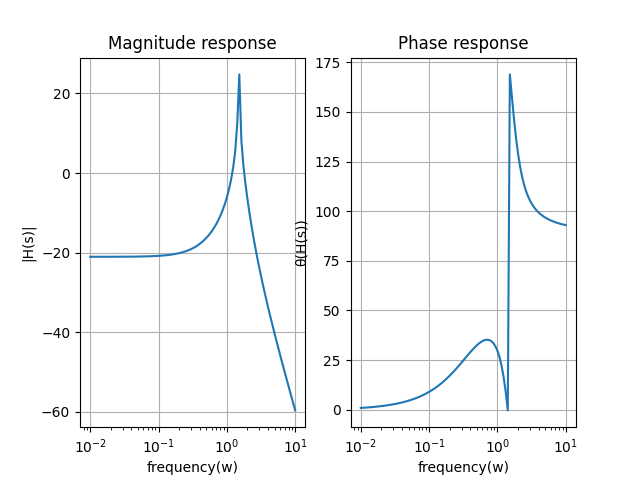 Magnitude response
|H(s)|
20
0
−20
−40
−60
10⁻² 10⁻¹ 10⁰ 10¹
frequency(w)
Phase response
θ(H(s))
175
150
125
100
75
50
25
0
10⁻² 10⁻¹ 10⁰ 10¹
frequency(w)